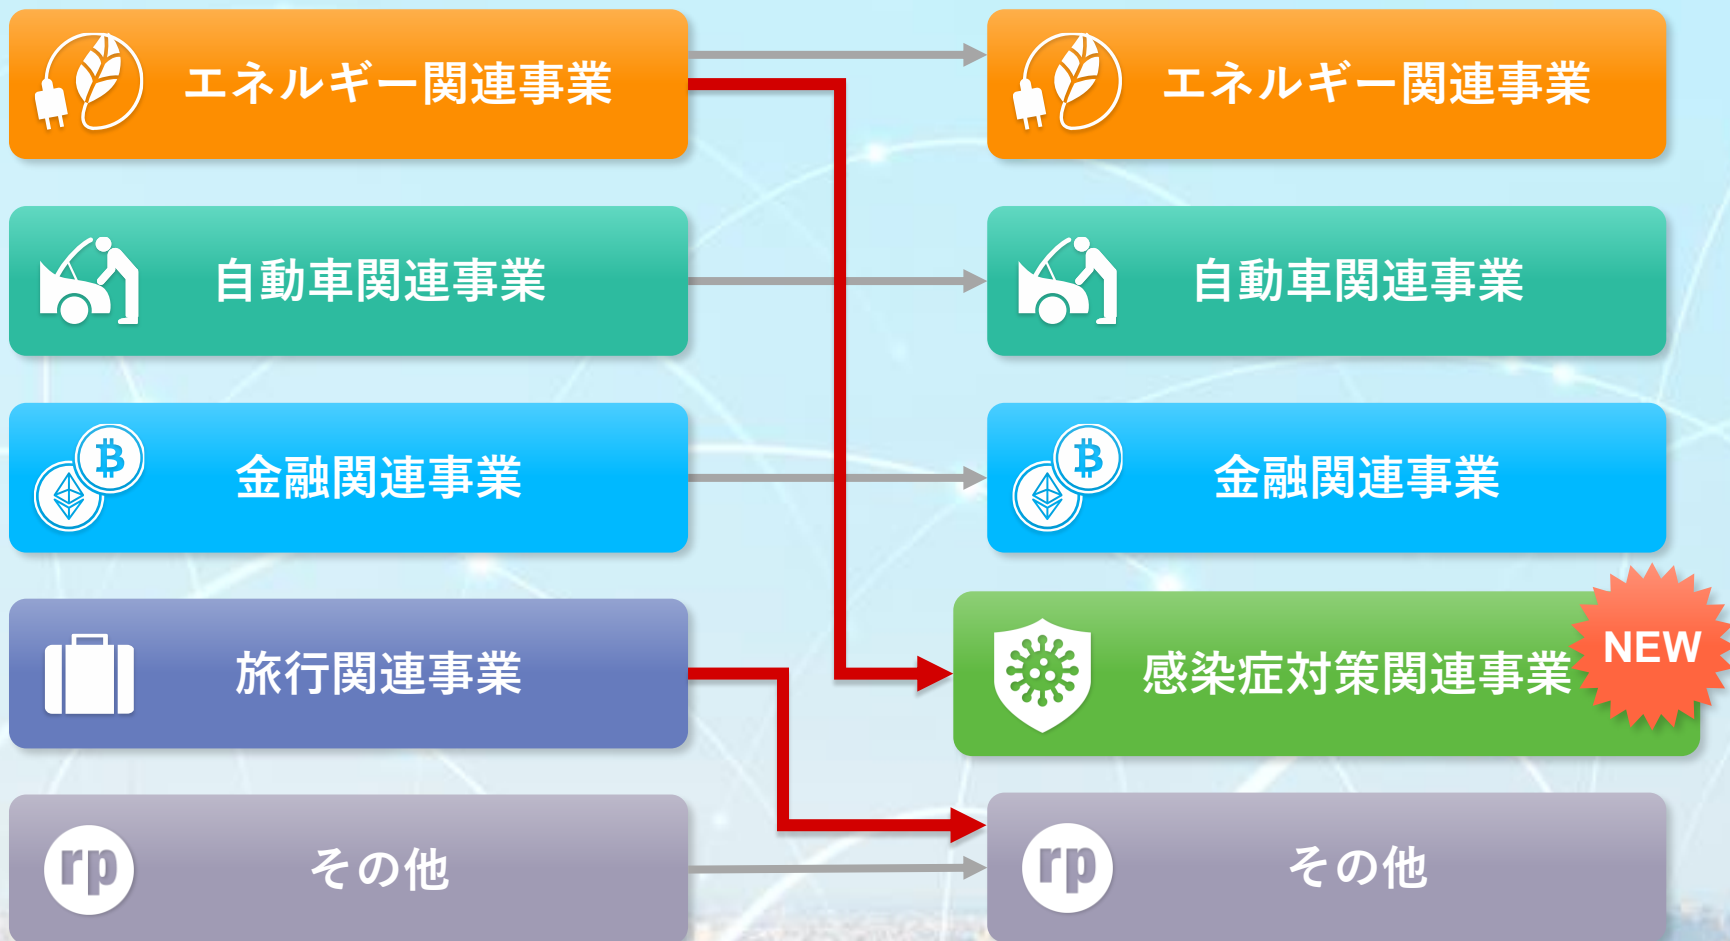 エネルギー関連事業
エネルギー関連事業
自動車関連事業
自動車関連事業
金融関連事業
金融関連事業
旅行関連事業
感染症対策関連事業
NEW
rp
その他
rp
その他